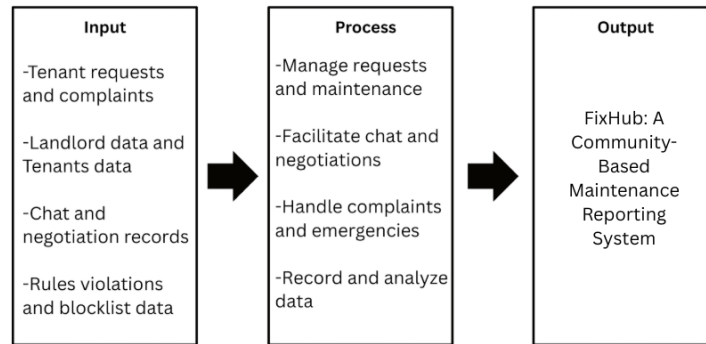 Input
-Tenant requests
and complaints
-Landlord data and
Tenants data
-Chat and
negotiation records
-Rules violations
and blocklist data
Process
-Manage requests
and maintenance
-Facilitate chat and
negotiations
-Handle complaints
and emergencies
-Record and analyze
data
Output
FixHub: A
Community-
Based
Maintenance
Reporting
System